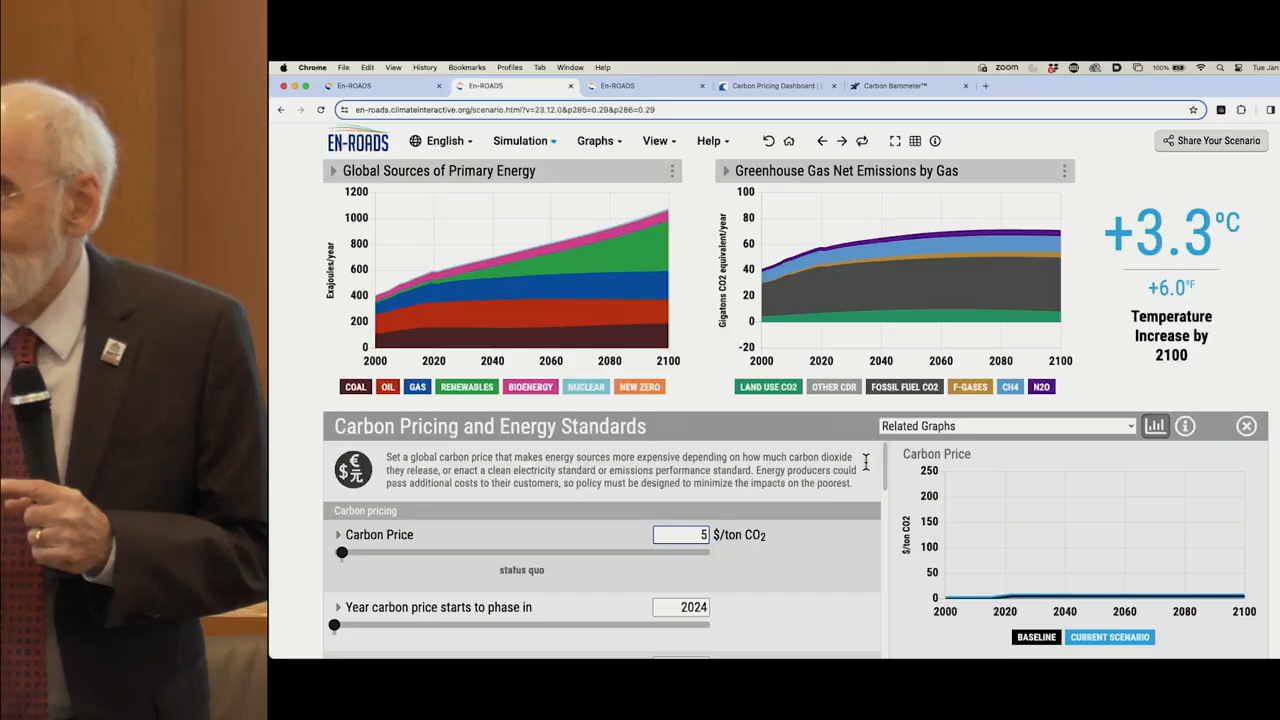 Chrome File Edit View History Bookmarks Profiles Tab Window Help
zoom 100% Tue Jan
En-ROADS
En-ROADS
En-ROADS
Carbon Pricing Dashboard |
Carbon Barometer™
en-roads.climateinteractive.org/scenario.html?v=23.12.0&p285=0.29&p286=0.29
EN-ROADS
English
Simulation
Graphs
View
Help
Share Your Scenario
Global Sources of Primary Energy
Exajoules/year
1200
1000
800
600
400
200
0
2000 2020 2040 2060 2080 2100
COAL OIL GAS RENEWABLES BIOENERGY NUCLEAR NEW ZERO
Greenhouse Gas Net Emissions by Gas
Gigatons CO2 equivalent/year
100
80
60
40
20
0
-20
2000 2020 2040 2060 2080 2100
LAND USE CO2 OTHER CDR FOSSIL FUEL CO2 F-GASES CH4 N2O
+3.3°C
+6.0°F
Temperature
Increase by
2100
Carbon Pricing and Energy Standards
Related Graphs
$ € 元
Set a global carbon price that makes energy sources more expensive depending on how much carbon dioxide
they release, or enact a clean electricity standard or emissions performance standard. Energy producers could
pass additional costs to their customers, so policy must be designed to minimize the impacts on the poorest.
Carbon pricing
Carbon Price 5 $/ton CO2
status quo
Year carbon price starts to phase in 2024
Carbon Price
$/ton CO2
250
200
150
100
50
0
2000 2020 2040 2060 2080 2100
BASELINE CURRENT SCENARIO